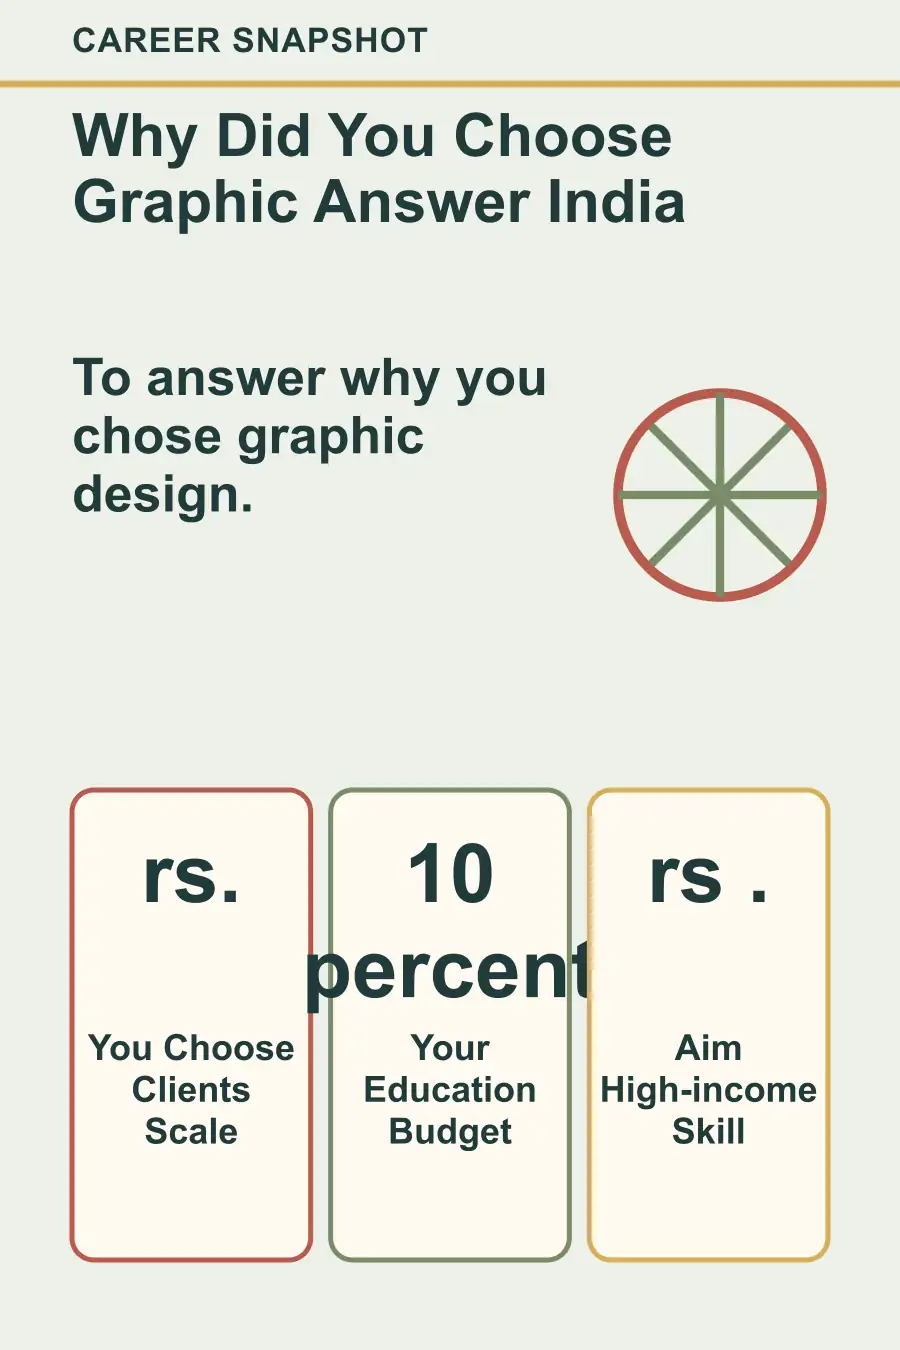 CAREER SNAPSHOT
Why Did You Choose
Graphic Answer India
To answer why you
chose graphic
design.
rs.
You Choose
Clients
Scale
10
percent
Your
Education
Budget
rs .
Aim
High-income
Skill